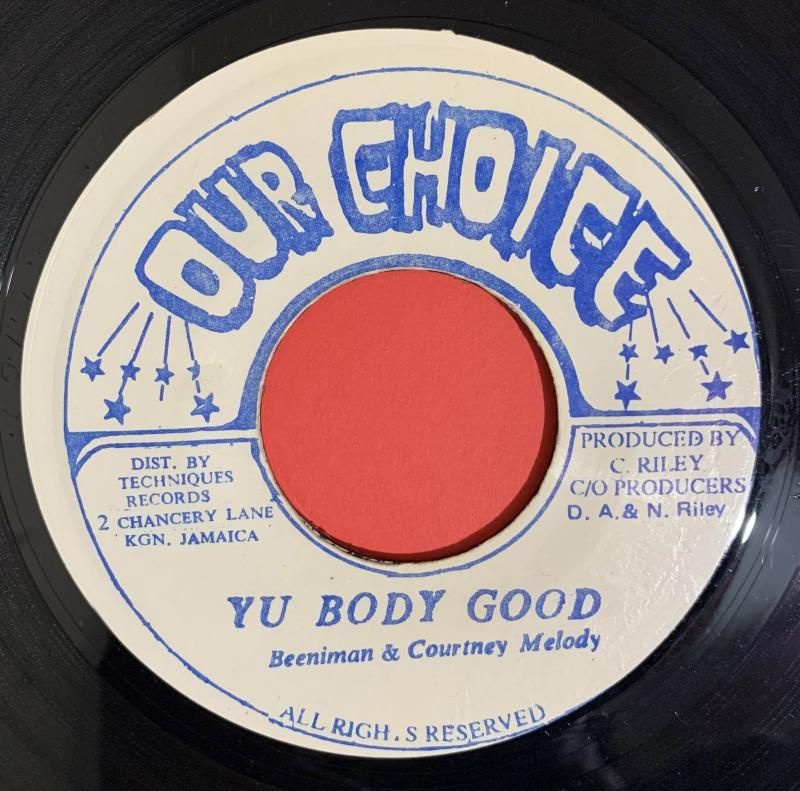 OUR CHOICE
DIST. BY
TECHNIQUES
RECORDS
2 CHANCERY LANE
KGN. JAMAICA
PRODUCED BY
C. RILEY
C/O PRODUCERS
D. A. & N. Riley
YU BODY GOOD
Beeniman & Courtney Melody
ALL RIGH.S RESERVED